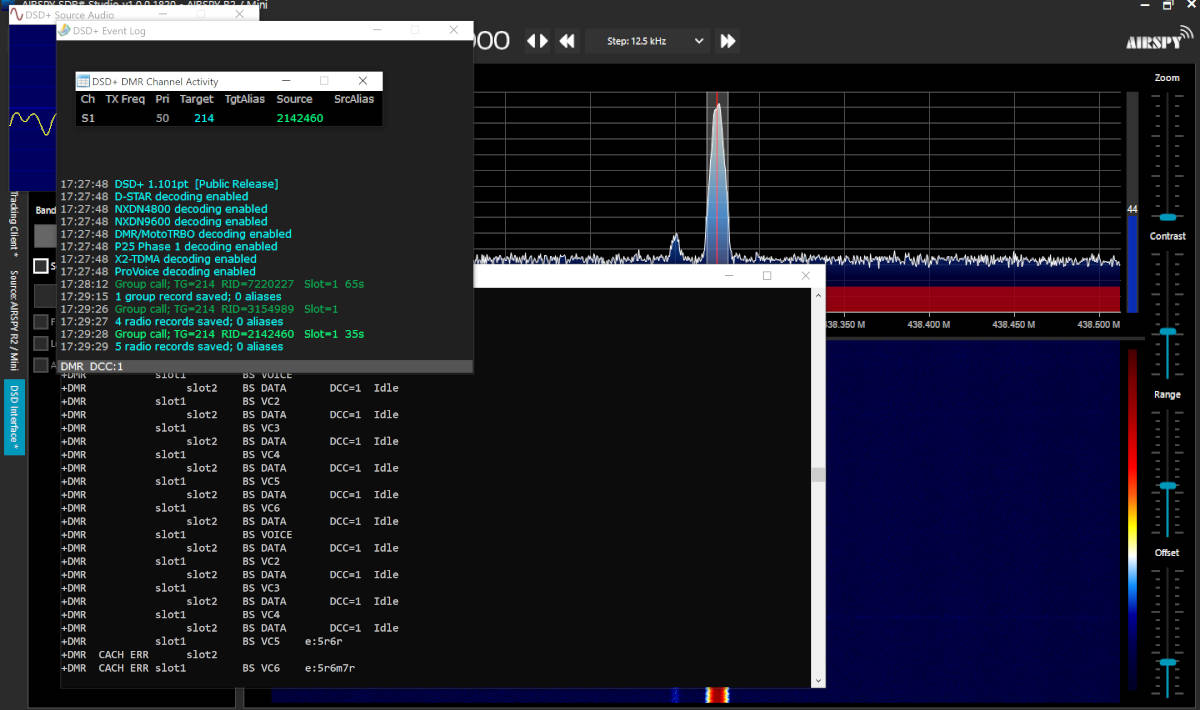 AIRSPY SDR# Studio v1.0.0.1830 - AIRSPY R2 / Mini
DSD+ Source Audio
DSD+ Event Log
000
Step: 12.5 kHz
AIRSPY
DSD+ DMR Channel Activity
Ch TX Freq Pri Target TgtAlias Source SrcAlias
S1 50 214 2142460
17:27:48 DSD+ 1.101pt [Public Release]
17:27:48 D-STAR decoding enabled
17:27:48 NXDN4800 decoding enabled
17:27:48 NXDN9600 decoding enabled
17:27:48 DMR/MotoTRBO decoding enabled
17:27:48 P25 Phase 1 decoding enabled
17:27:48 X2-TDMA decoding enabled
17:27:48 ProVoice decoding enabled
17:28:12 Group call; TG=214 RID=7220227 Slot=1 65s
17:29:15 1 group record saved; 0 aliases
17:29:26 Group call; TG=214 RID=3154989 Slot=1
17:29:27 4 radio records saved; 0 aliases
17:29:28 Group call; TG=214 RID=2142460 Slot=1 35s
17:29:29 5 radio records saved; 0 aliases
DMR DCC:1
+DMR slot1 BS VOICE
+DMR slot2 BS DATA DCC=1 Idle
+DMR slot1 BS VC2
+DMR slot2 BS DATA DCC=1 Idle
+DMR slot1 BS VC3
+DMR slot2 BS DATA DCC=1 Idle
+DMR slot1 BS VC4
+DMR slot2 BS DATA DCC=1 Idle
+DMR slot1 BS VC5
+DMR slot2 BS DATA DCC=1 Idle
+DMR slot1 BS VC6
+DMR slot2 BS DATA DCC=1 Idle
+DMR slot1 BS VOICE
+DMR slot2 BS DATA DCC=1 Idle
+DMR slot1 BS VC2
+DMR slot2 BS DATA DCC=1 Idle
+DMR slot1 BS VC3
+DMR slot2 BS DATA DCC=1 Idle
+DMR slot1 BS VC4
+DMR slot2 BS DATA DCC=1 Idle
+DMR slot1 BS VC5 e:5r6r
+DMR CACH ERR slot2
+DMR CACH ERR slot1 BS VC6 e:5r6m7r
Tracking Client *
Source: AIRSPY R2 / Mini
DSD Interface *
Band
S
F
L
A
44
438.350 M
438.400 M
438.450 M
438.500 M
Zoom
Contrast
Range
Offset